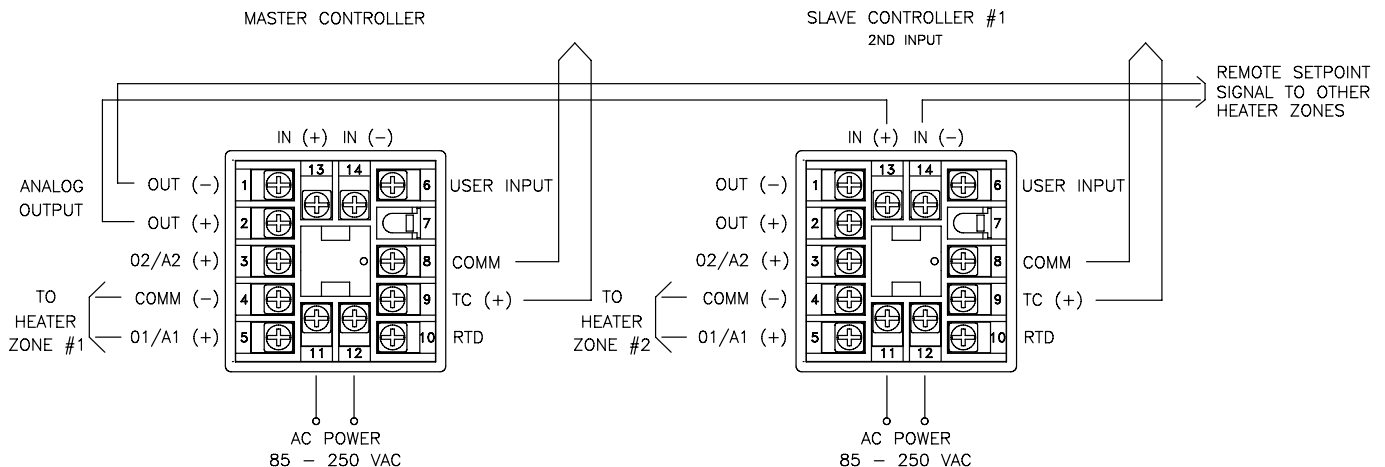 MASTER CONTROLLER
SLAVE CONTROLLER #1
2ND INPUT
REMOTE SETPOINT
SIGNAL TO OTHER
HEATER ZONES
IN (+) IN (-)
13 14
ANALOG
OUTPUT
OUT (-) 1
OUT (+) 2
02/A2 (+) 3
COMM (-) 4
01/A1 (+) 5
TO
HEATER
ZONE #1
6 USER INPUT
7
8 COMM
9 TC (+)
10 RTD
11 12
AC POWER
85 - 250 VAC
IN (+) IN (-)
13 14
OUT (-) 1
OUT (+) 2
02/A2 (+) 3
COMM (-) 4
01/A1 (+) 5
TO
HEATER
ZONE #2
6 USER INPUT
7
8 COMM
9 TC (+)
10 RTD
11 12
AC POWER
85 - 250 VAC